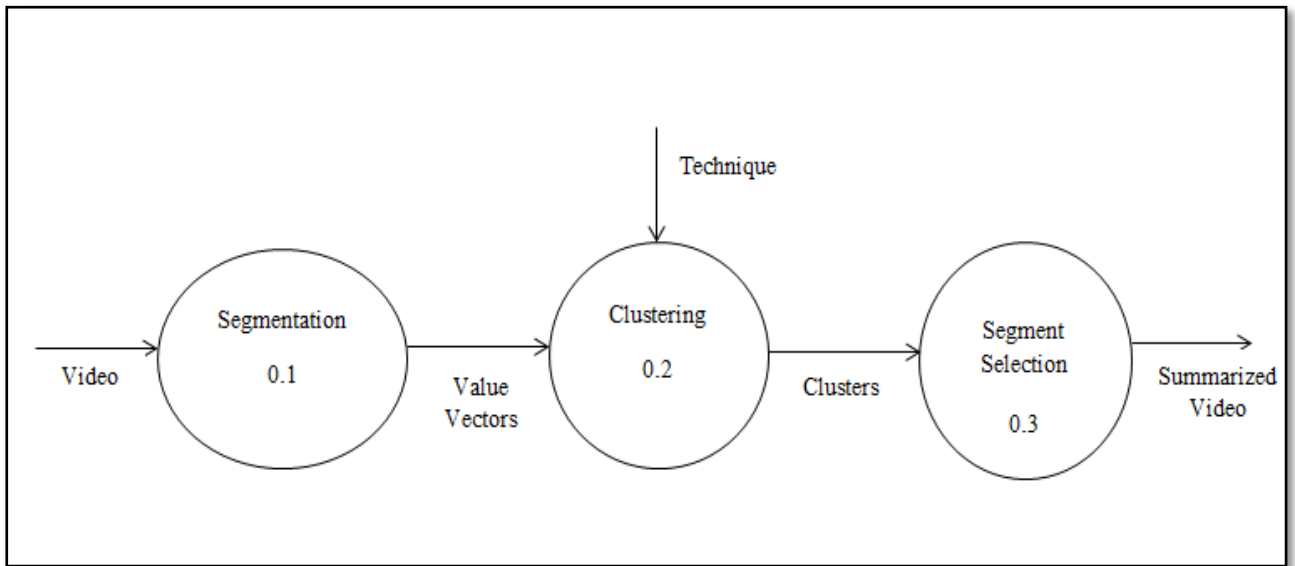 Technique
Segmentation
0.1
Clustering
0.2
Segment
Selection
0.3
Video
Value
Vectors
Clusters
Summarized
Video